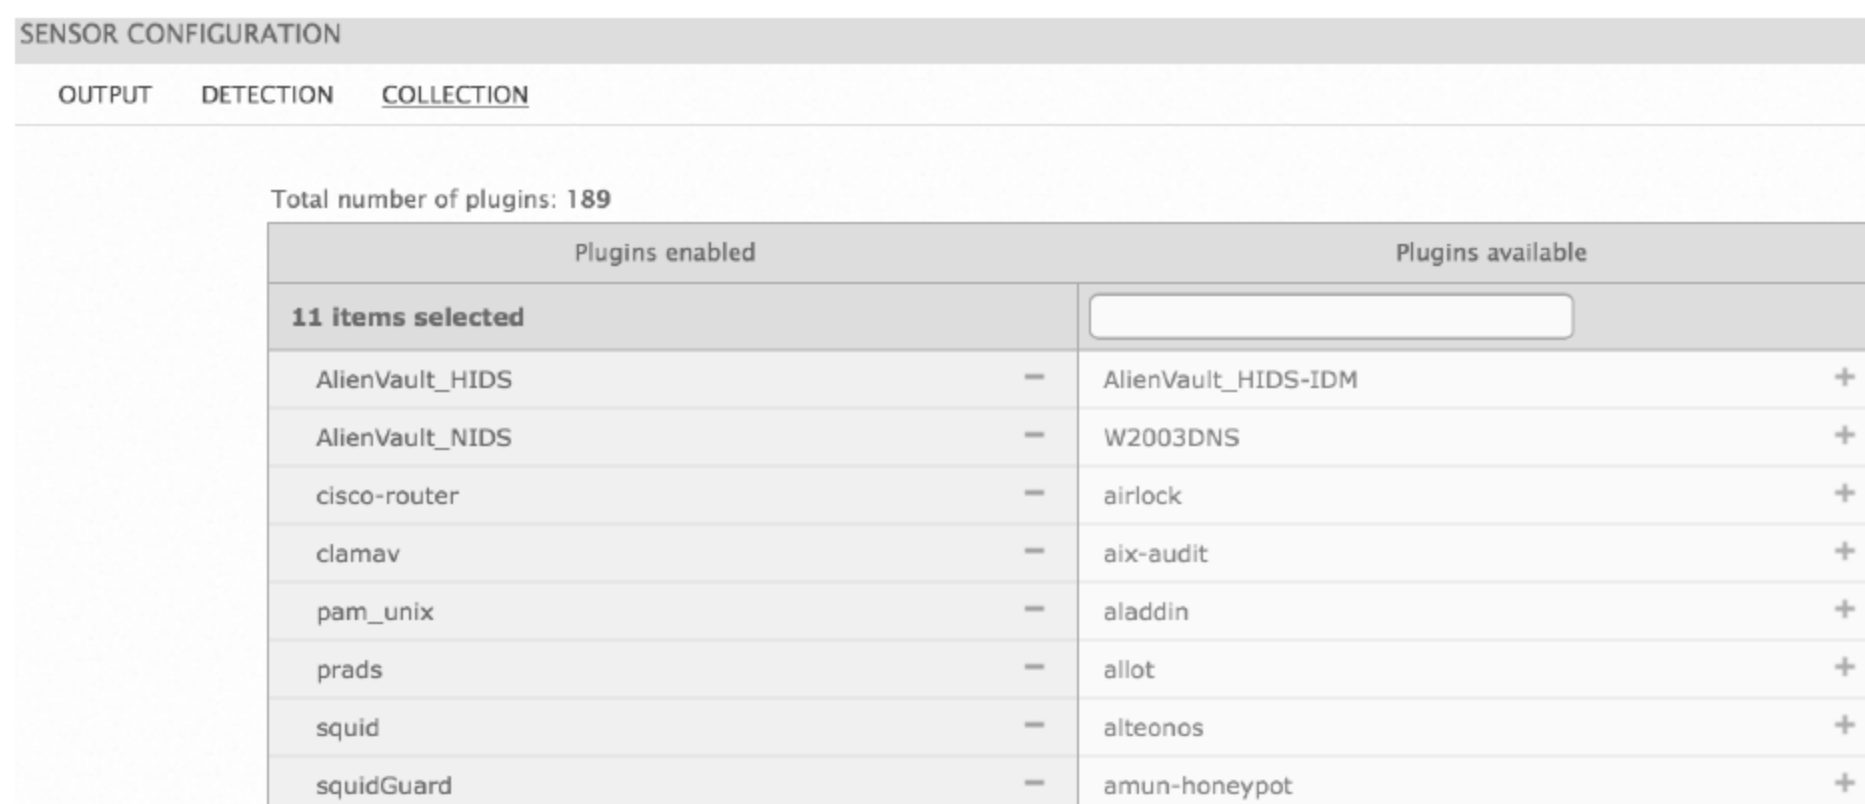 SENSOR CONFIGURATION
OUTPUT DETECTION COLLECTION
Total number of plugins: 189
Plugins enabled Plugins available
11 items selected
AlienVault_HIDS − AlienVault_HIDS-IDM +
AlienVault_NIDS − W2003DNS +
cisco-router − airlock +
clamav − aix-audit +
pam_unix − aladdin +
prads − allot +
squid − alteonos +
squidGuard − amun-honeypot +